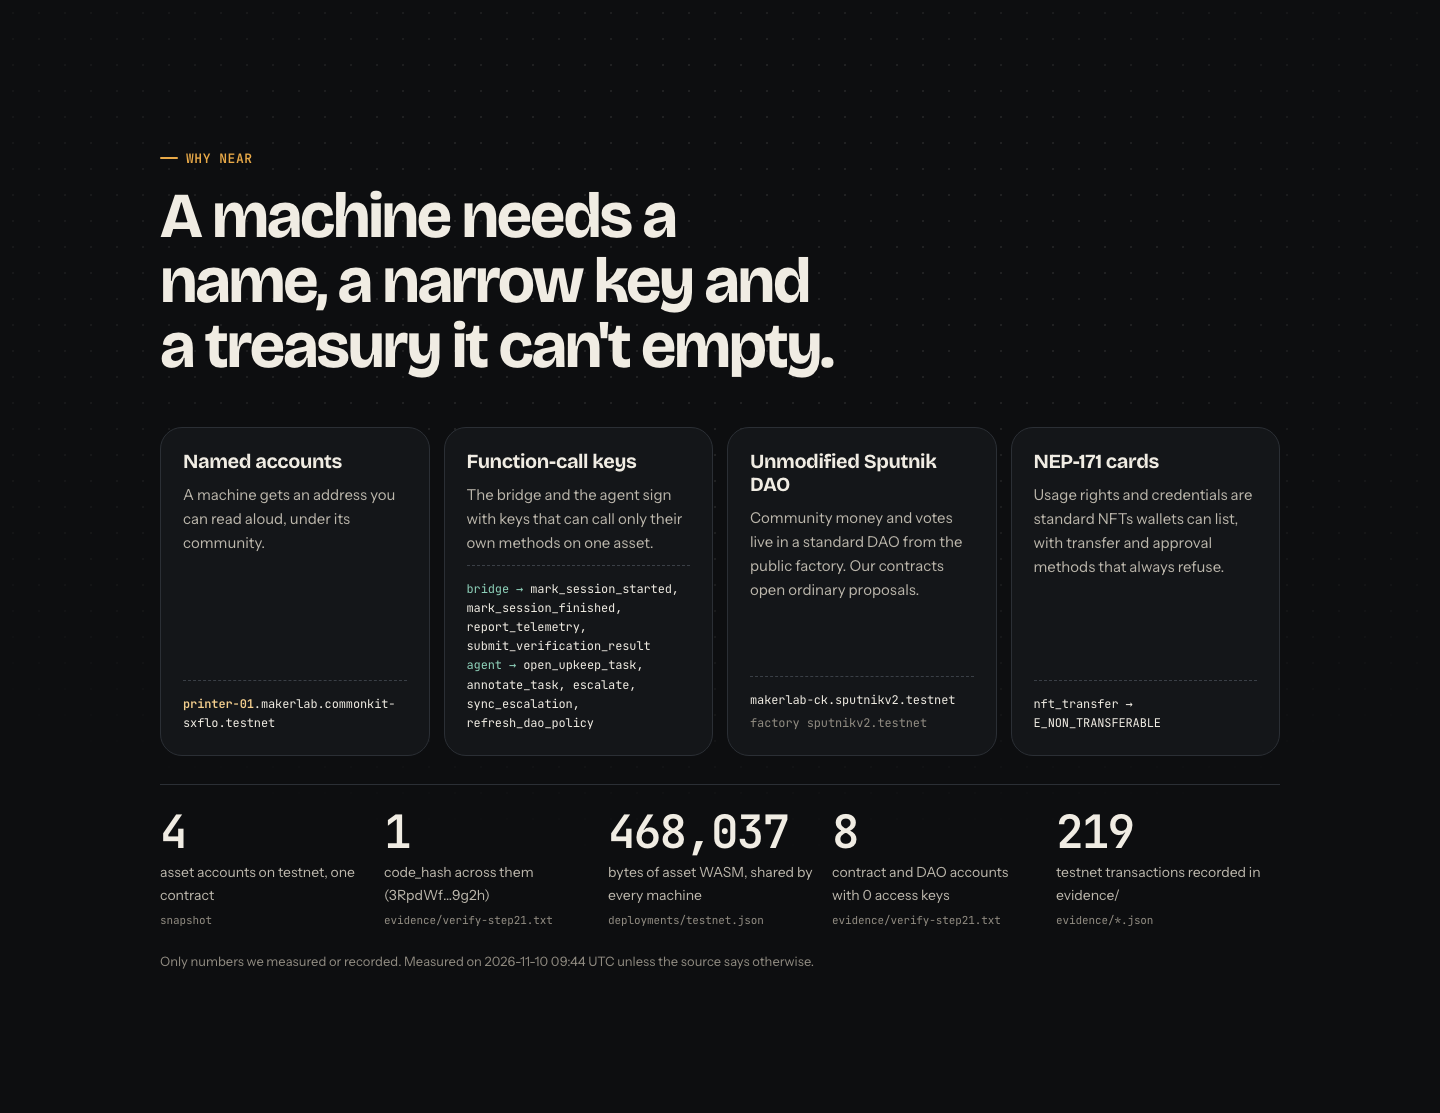 WHY NEAR
A machine needs a
name, a narrow key and
a treasury it can't empty.
Named accounts
A machine gets an address you
can read aloud, under its
community.
printer-01.makerlab.commonkit-
sxflo.testnet
Function-call keys
The bridge and the agent sign
with keys that can call only their
own methods on one asset.
bridge → mark_session_started,
mark_session_finished,
report_telemetry,
submit_verification_result
agent → open_upkeep_task,
annotate_task, escalate,
sync_escalation,
refresh_dao_policy
Unmodified Sputnik
DAO
Community money and votes
live in a standard DAO from the
public factory. Our contracts
open ordinary proposals.
makerlab-ck.sputnikv2.testnet
factory sputnikv2.testnet
NEP-171 cards
Usage rights and credentials are
standard NFTs wallets can list,
with transfer and approval
methods that always refuse.
nft_transfer →
E_NON_TRANSFERABLE
4
asset accounts on testnet, one
contract
snapshot
1
code_hash across them
(3RpdWf…9g2h)
evidence/verify-step21.txt
468,037
bytes of asset WASM, shared by
every machine
deployments/testnet.json
8
contract and DAO accounts
with 0 access keys
evidence/verify-step21.txt
219
testnet transactions recorded in
evidence/
evidence/*.json
Only numbers we measured or recorded. Measured on 2026-11-10 09:44 UTC unless the source says otherwise.